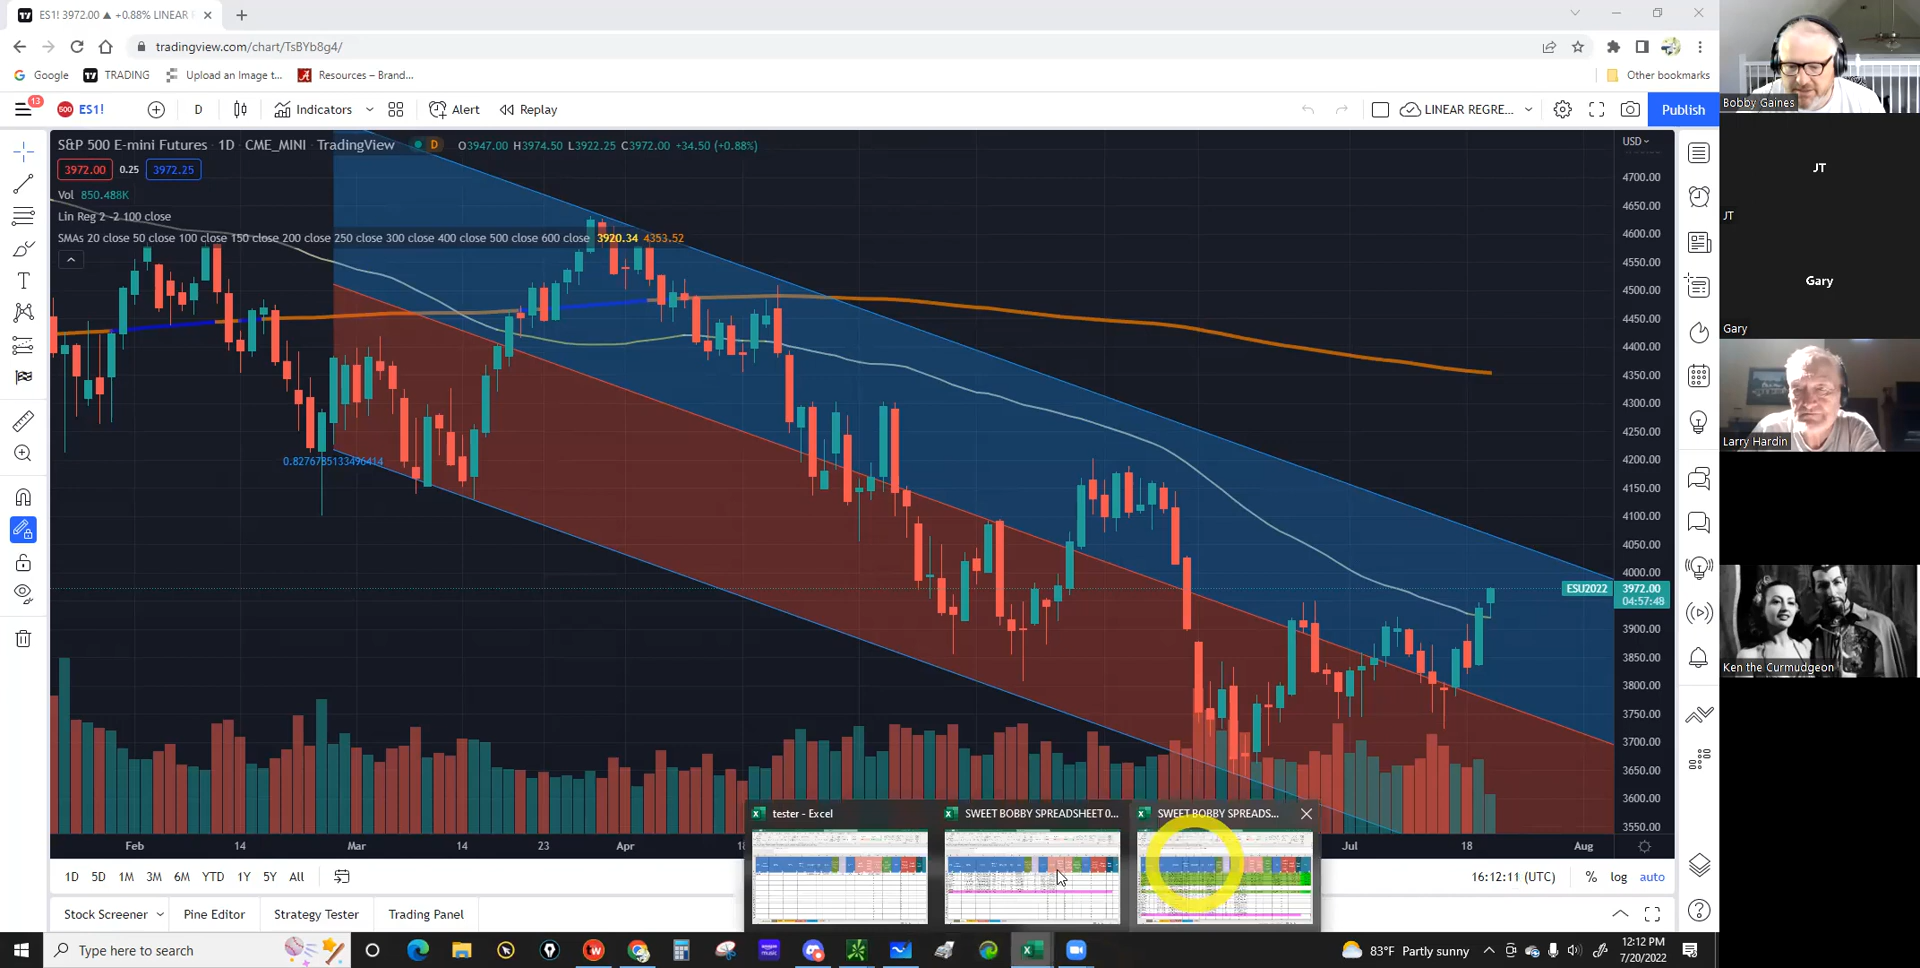 ES1! 3972.00 ▲ +0.88% LINEAR
tradingview.com/chart/TsBYb8g4/
Google
TRADING
Upload an Image t...
Resources – Brand...
Other bookmarks
13
500
ES1!
D
Indicators
Alert
Replay
LINEAR REGRE...
Publish
S&P 500 E-mini Futures · 1D · CME_MINI · TradingView
D
O3947.00 H3974.50 L3922.25 C3972.00 +34.50 (+0.88%)
USD
3972.00
0.25
3972.25
Vol 850.488K
Lin Reg 2 -2 100 close
SMAs 20 close 50 close 100 close 150 close 200 close 250 close 300 close 400 close 500 close 600 close 3920.34 4353.52
0.8276785133496414
4700.00
4650.00
4600.00
4550.00
4500.00
4450.00
4400.00
4350.00
4300.00
4250.00
4200.00
4150.00
4100.00
4050.00
4000.00
ESU2022
3972.00
04:57:48
3900.00
3850.00
3800.00
3750.00
3700.00
3650.00
3600.00
3550.00
Feb
14
Mar
14
23
Apr
Jul
18
Aug
tester - Excel
SWEET BOBBY SPREADSHEET 0...
SWEET BOBBY SPREADS...
1D
5D
1M
3M
6M
YTD
1Y
5Y
All
16:12:11 (UTC)
%
log
auto
Stock Screener
Pine Editor
Strategy Tester
Trading Panel
Type here to search
83°F Partly sunny
12:12 PM
7/20/2022
Bobby Gaines
JT
JT
Gary
Gary
Larry Hardin
Ken the Curmudgeon